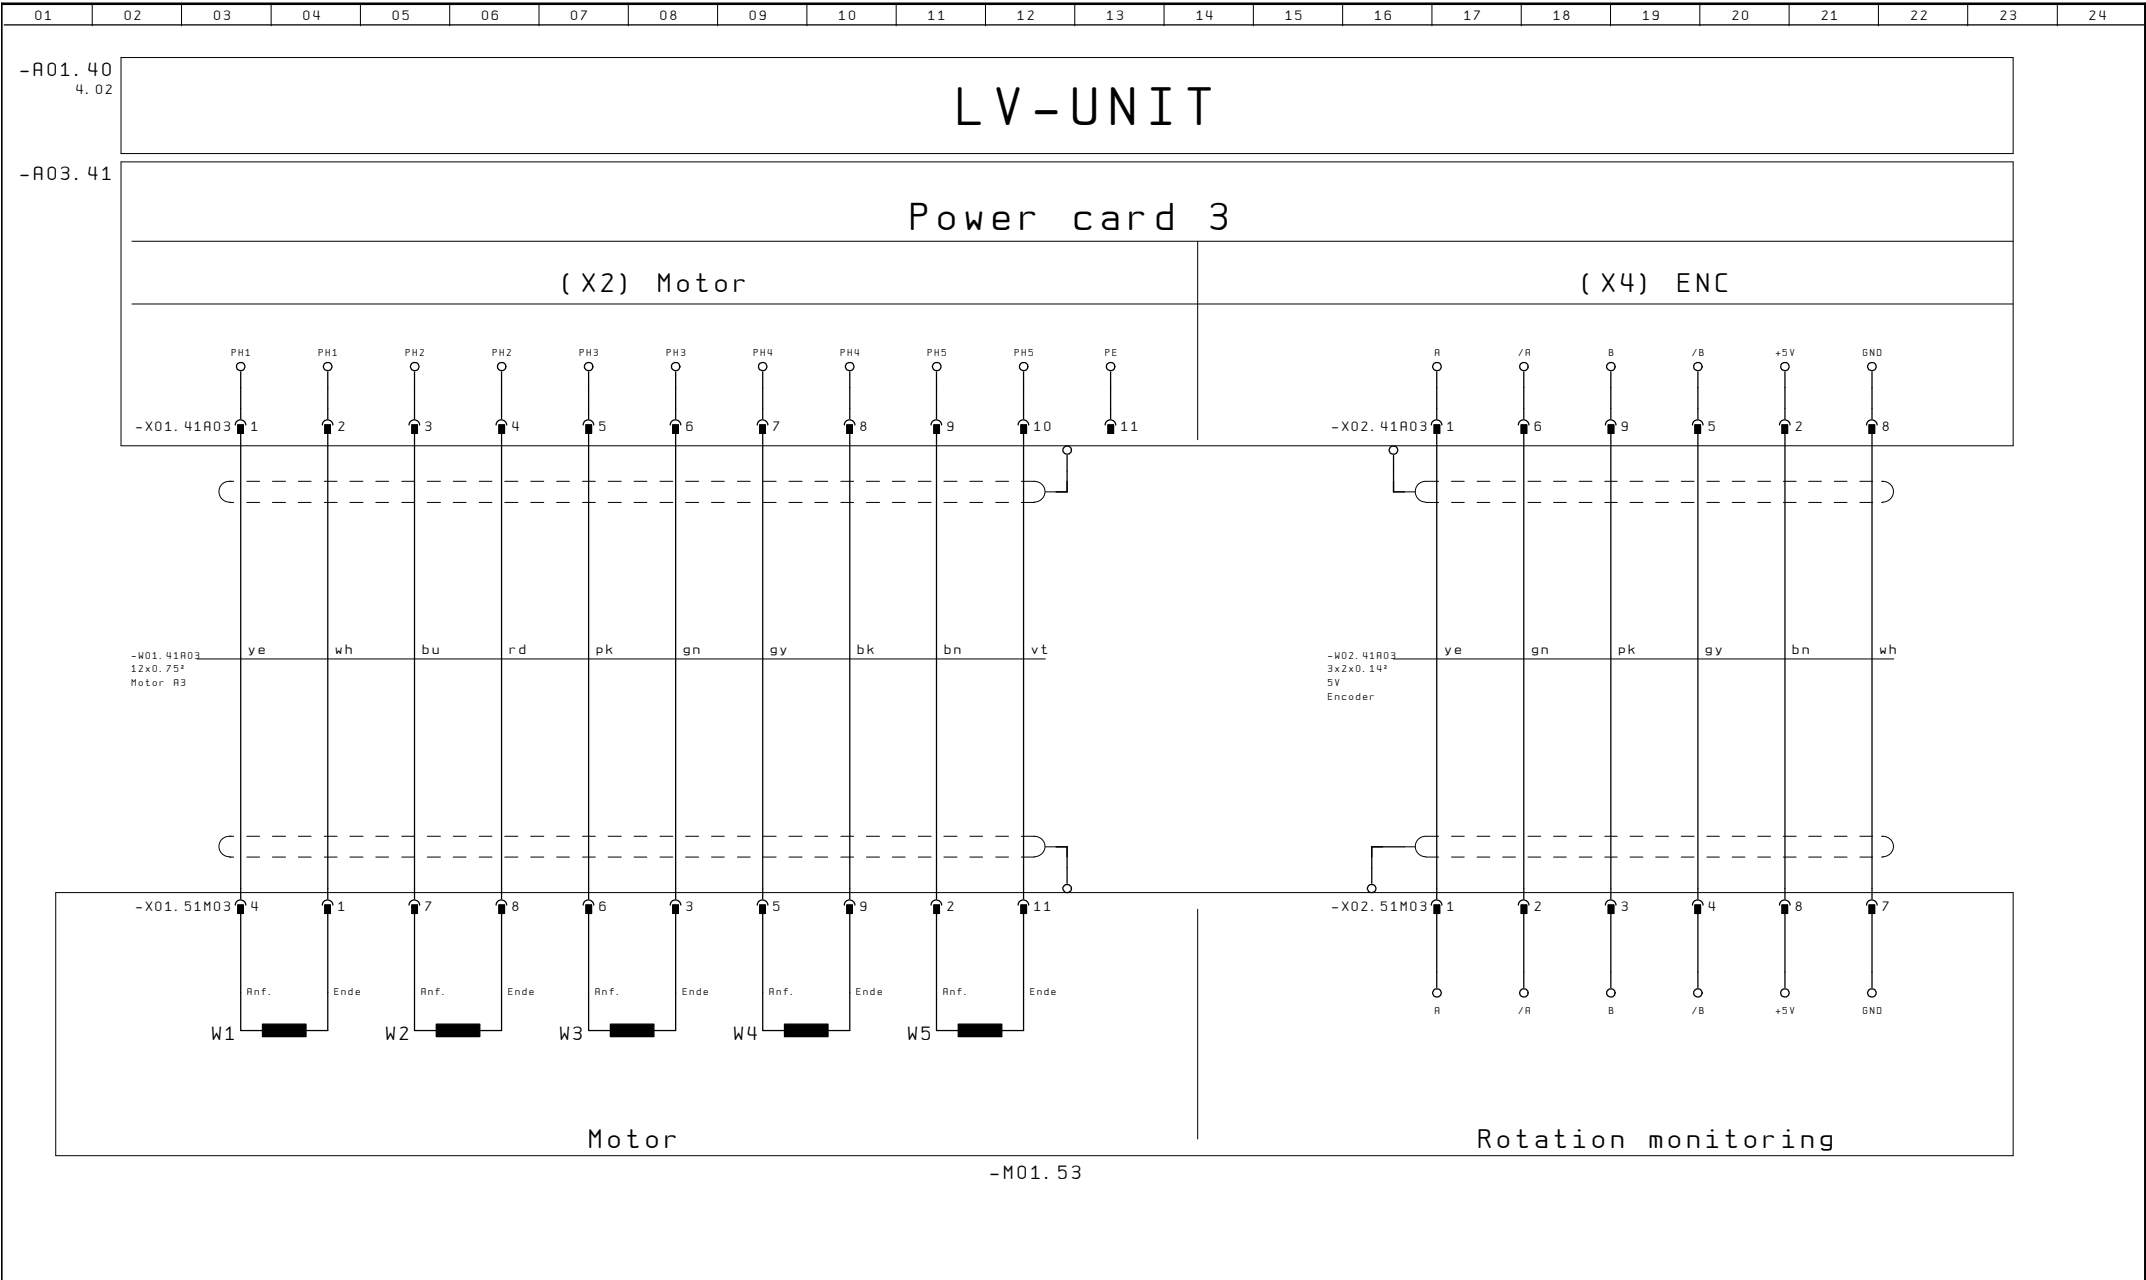 01 02 03 04 05 06 07 08 09 10 11 12 13 14 15 16 17 18 19 20 21 22 23 24
-A01.40
4.02
LV-UNIT
-A03.41
Power card 3
(X2) Motor (X4) ENC
PH1 PH1 PH2 PH2 PH3 PH3 PH4 PH4 PH5 PH5 PE A /A B /B +5V GND
-X01.41A03 1 2 3 4 5 6 7 8 9 10 11 -X02.41A03 1 6 9 5 2 8
ye wh bu rd pk gn gy bk bn vt ye gn pk gy bn wh
-W01.41A03
12x0.75²
Motor A3
-W02.41A03
3x2x0.14²
5V
Encoder
-X01.51M03 4 1 7 8 6 3 5 9 2 11 -X02.51M03 1 2 3 4 8 7
Anf. Ende Anf. Ende Anf. Ende Anf. Ende Anf. Ende
A /A B /B +5V GND
W1 W2 W3 W4 W5
Motor Rotation monitoring
-M01.53